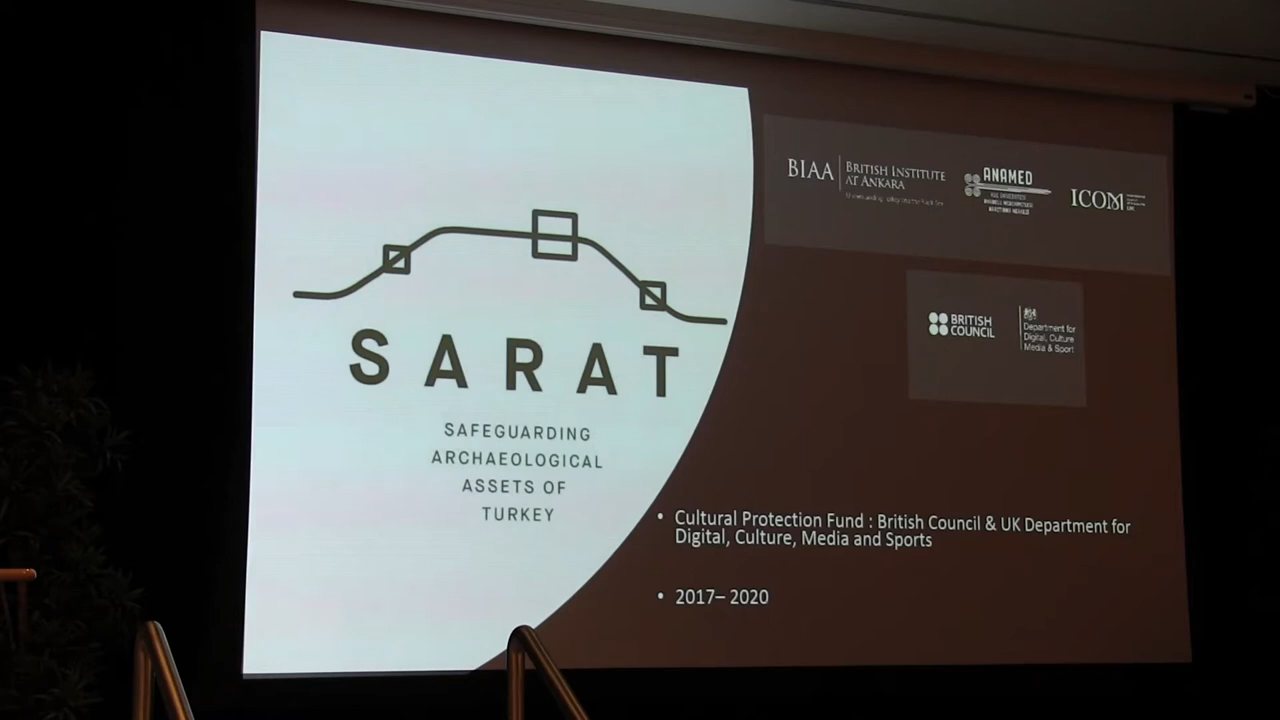 SARAT
SAFEGUARDING
ARCHAEOLOGICAL
ASSETS OF
TURKEY
BIAA
BRITISH INSTITUTE
AT ANKARA
ANAMED
ICOM
BRITISH
COUNCIL
Department for
Digital, Culture
Media & Sport
• Cultural Protection Fund : British Council & UK Department for
Digital, Culture, Media and Sports
• 2017– 2020